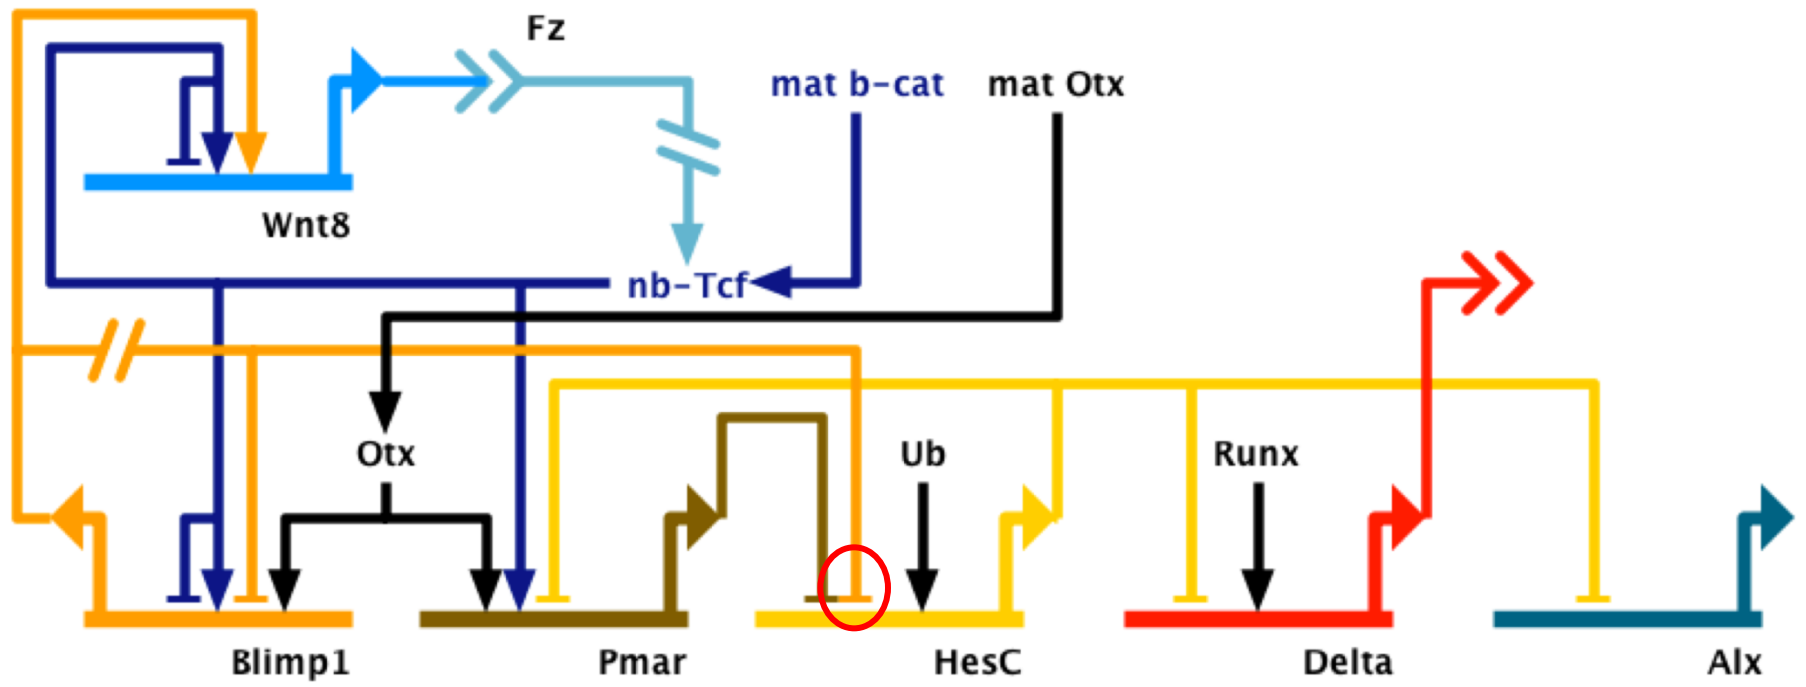 Fz
mat b-cat
mat Otx
Wnt8
nb-Tcf
Otx
Ub
Runx
Blimp1
Pmar
HesC
Delta
Alx